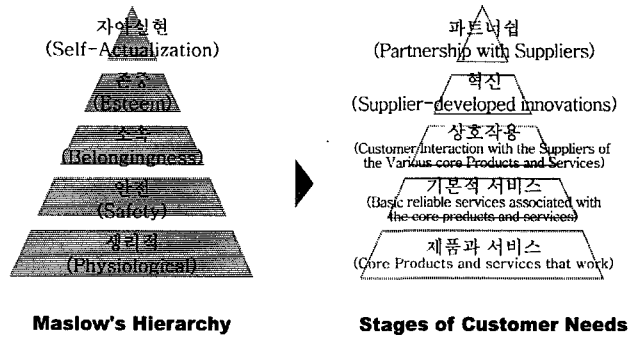 자아실현
(Self-Actualization)
존중
(Esteem)
소속
(Belongingness)
안전
(Safety)
생리적
(Physiological)
Maslow's Hierarchy
파트너쉽
(Partnership with Suppliers)
혁신
(Supplier-developed innovations)
상호작용
(Customer Interaction with the Suppliers of
the Various core Products and Services)
기본적 서비스
(Basic reliable services associated with
the core products and services)
제품과 서비스
(Core Products and services that work)
Stages of Customer Needs